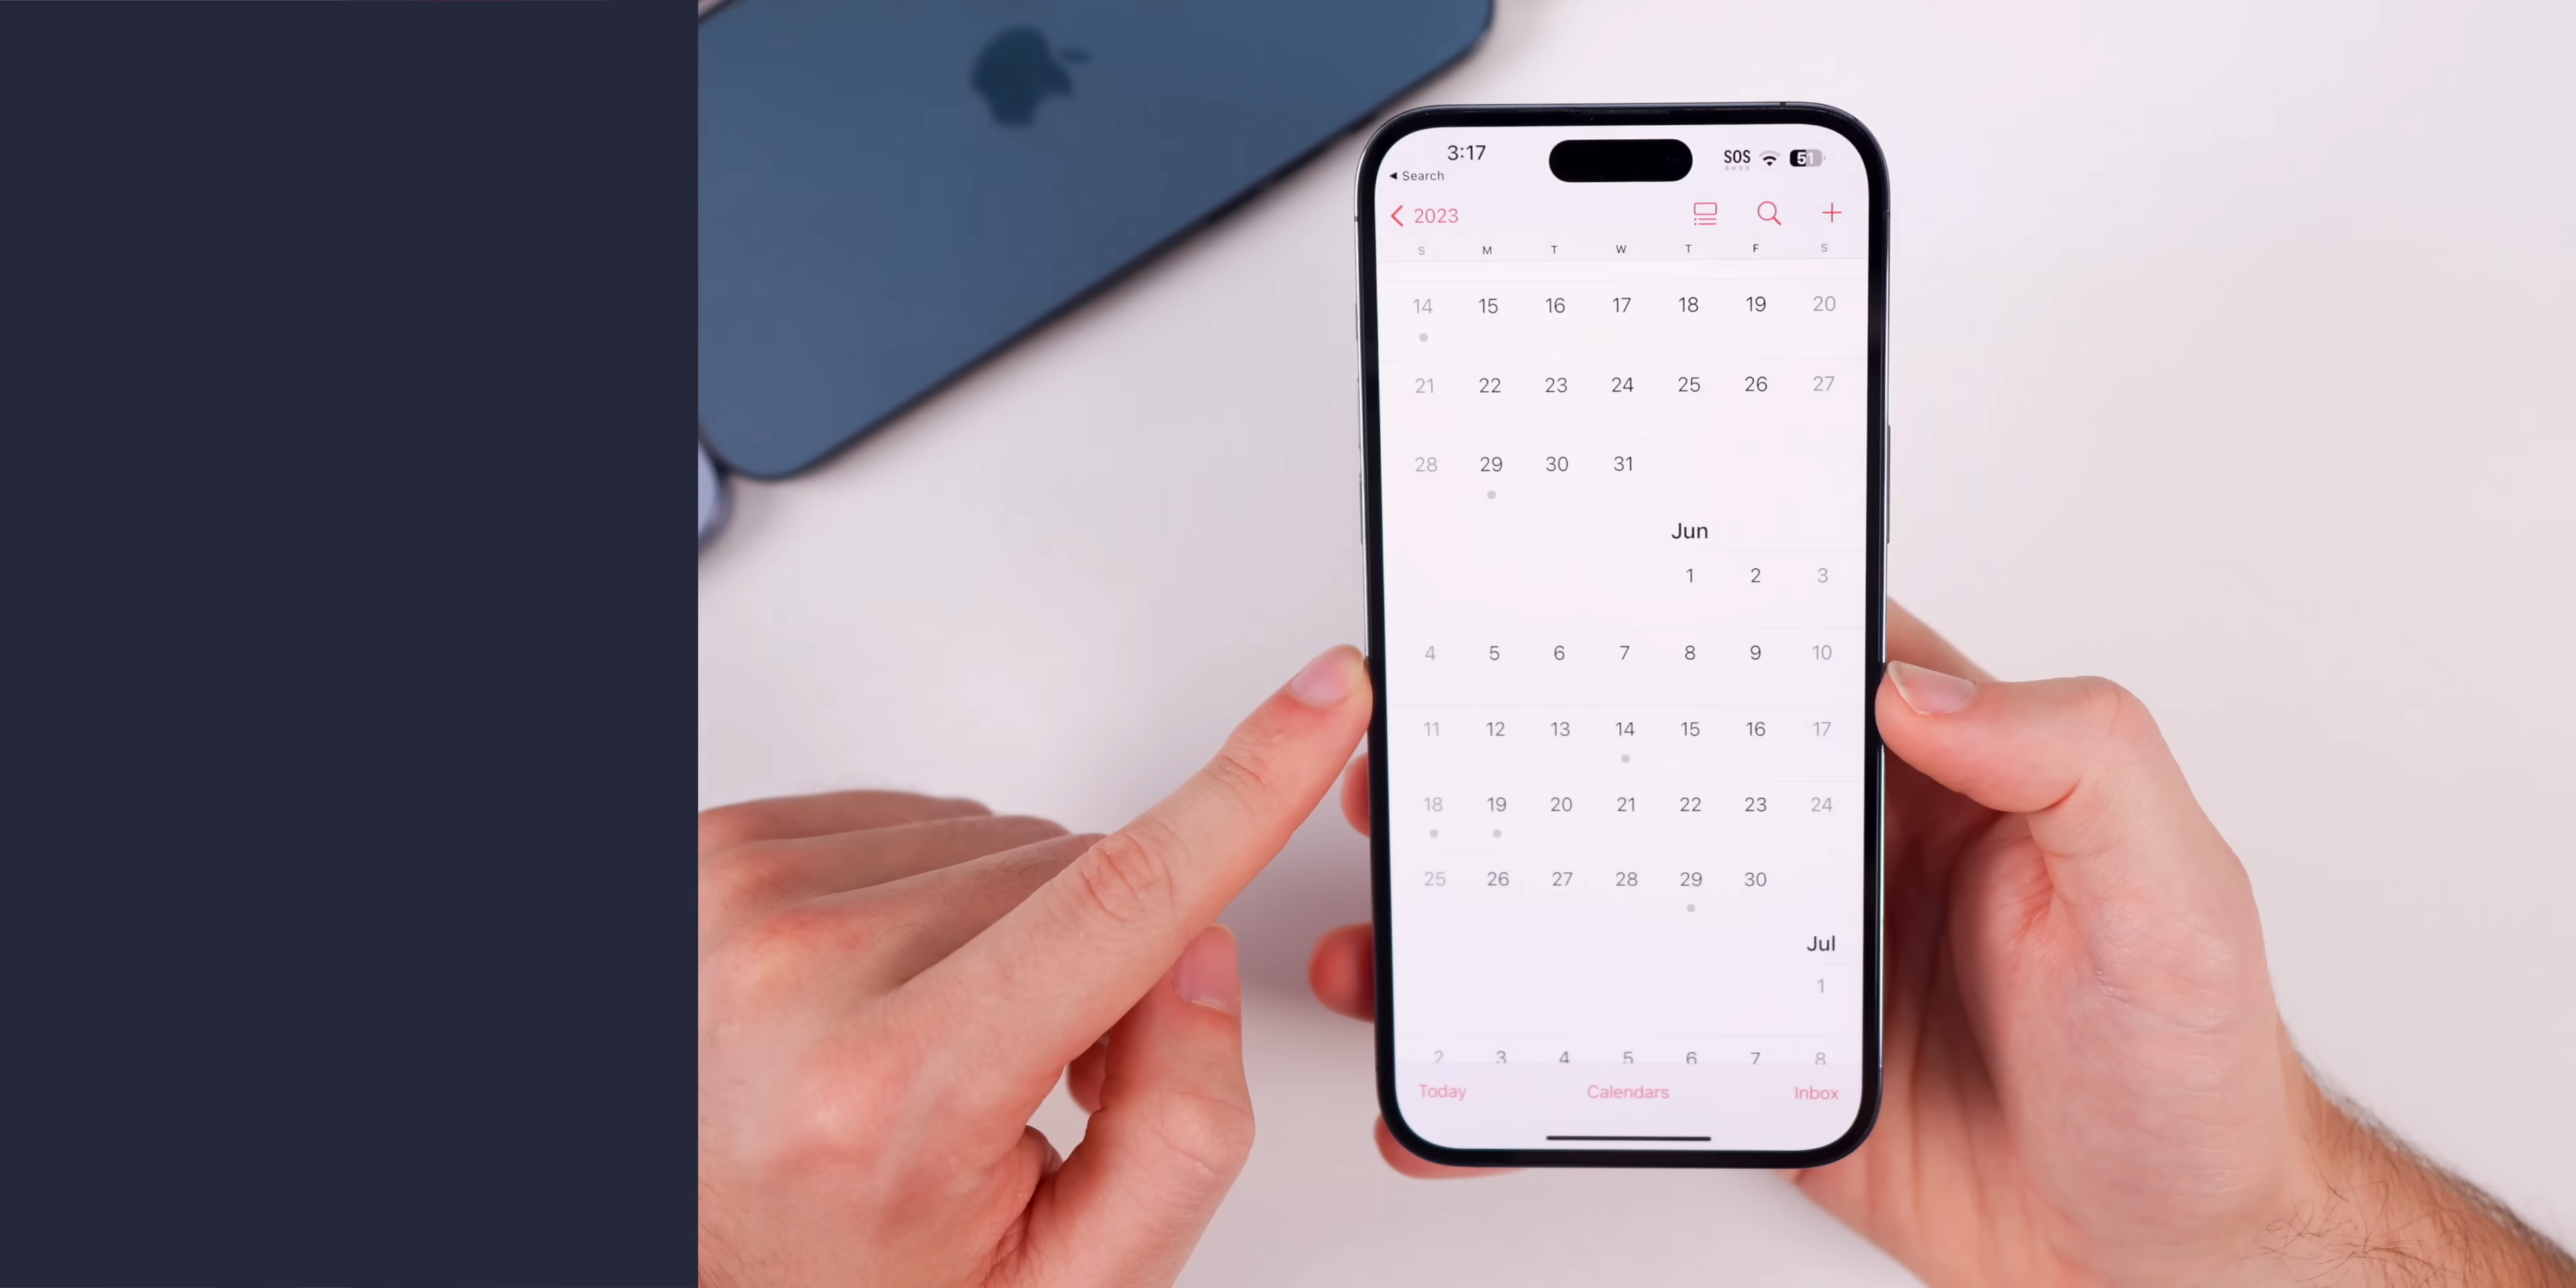 3:17 SOS 51
◀ Search
2023
S M T W T F S
14 15 16 17 18 19 20
21 22 23 24 25 26 27
28 29 30 31
Jun
1 2 3
4 5 6 7 8 9 10
11 12 13 14 15 16 17
18 19 20 21 22 23 24
25 26 27 28 29 30
Jul
1
2 3 4 5 6 7 8
Today Calendars Inbox